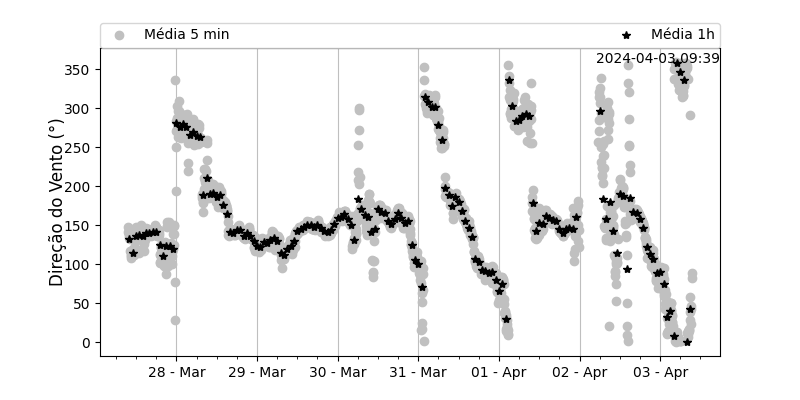 Média 5 min
Média 1h
2024-04-03 09:39
Direção do Vento (°)
350
300
250
200
150
100
50
0
28 - Mar
29 - Mar
30 - Mar
31 - Mar
01 - Apr
02 - Apr
03 - Apr